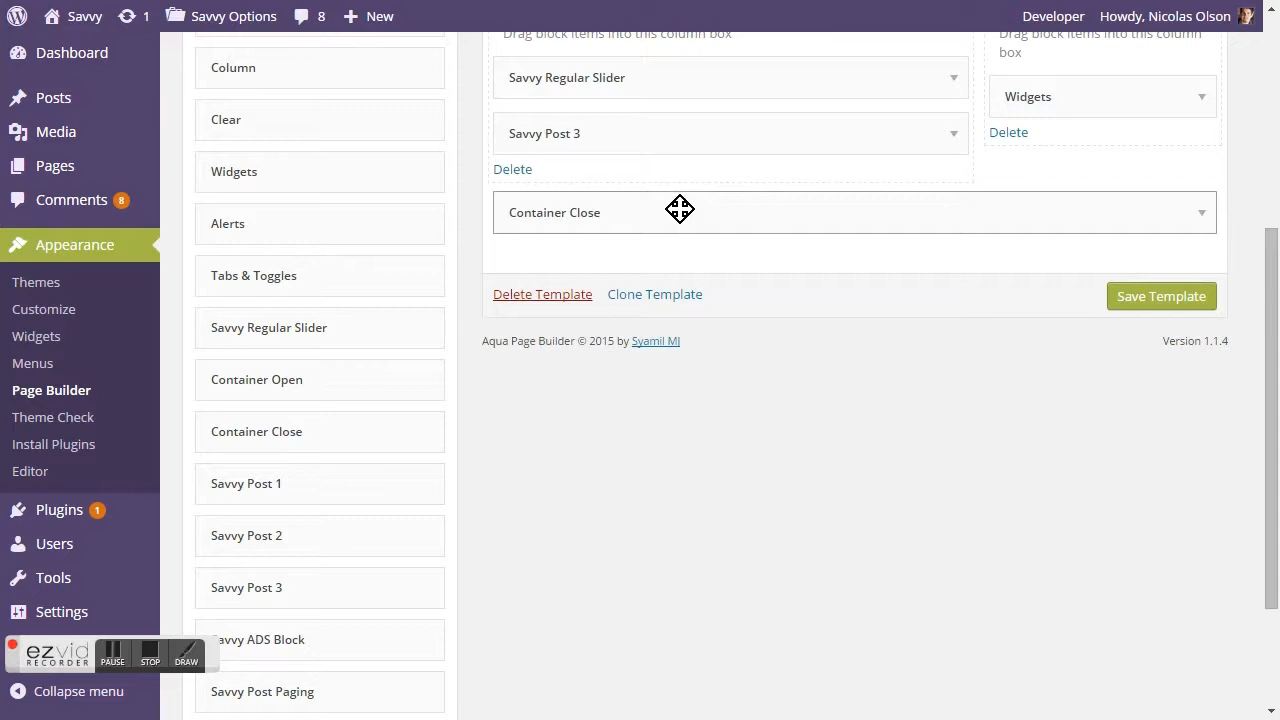 Savvy
1
Savvy Options
8
New
Developer
Howdy, Nicolas Olson
Dashboard
Posts
Media
Pages
Comments 8
Appearance
Themes
Customize
Widgets
Menus
Page Builder
Theme Check
Install Plugins
Editor
Plugins 1
Users
Tools
Settings
ezvid
RECORDER
PAUSE
STOP
DRAW
Collapse menu
Column
Clear
Widgets
Alerts
Tabs & Toggles
Savvy Regular Slider
Container Open
Container Close
Savvy Post 1
Savvy Post 2
Savvy Post 3
Savvy ADS Block
Savvy Post Paging
Drag block items into this column box
Savvy Regular Slider
Savvy Post 3
Delete
Drag block items into this column
box
Widgets
Delete
Container Close
Delete Template
Clone Template
Save Template
Aqua Page Builder © 2015 by Syamil MJ
Version 1.1.4